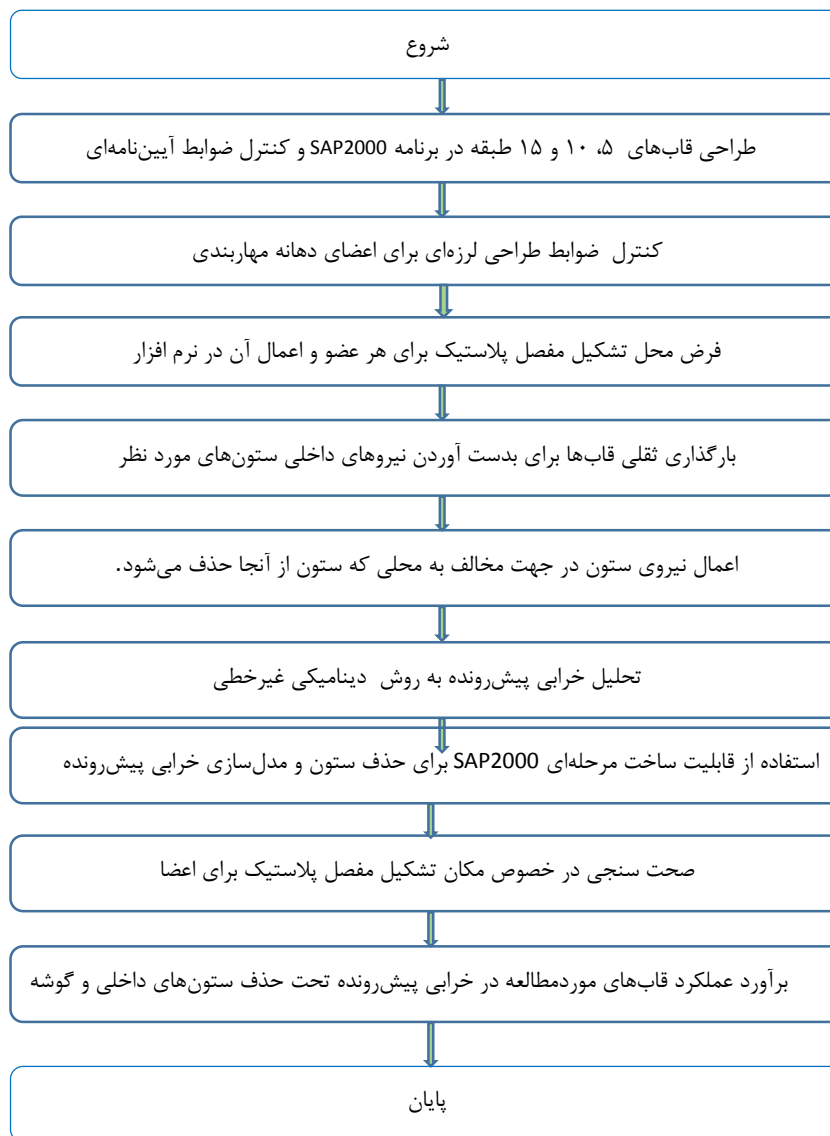 شروع
طراحی قاب‌های ۵، ۱۰ و ۱۵ طبقه در برنامه SAP2000 و کنترل ضوابط آیین‌نامه‌ای
کنترل ضوابط طراحی لرزه‌ای برای اعضای دهانه مهاربندی
فرض محل تشکیل مفصل پلاستیک برای هر عضو و اعمال آن در نرم افزار
بارگذاری ثقلی قاب‌ها برای بدست آوردن نیروهای داخلی ستون‌های مورد نظر
اعمال نیروی ستون در جهت مخالف به محلی که ستون از آنجا حذف می‌شود.
تحلیل خرابی پیش‌رونده به روش دینامیکی غیرخطی
استفاده از قابلیت ساخت مرحله‌ای SAP2000 برای حذف ستون و مدل‌سازی خرابی پیش‌رونده
صحت سنجی در خصوص مکان تشکیل مفصل پلاستیک برای اعضا
برآورد عملکرد قاب‌های موردمطالعه در خرابی پیش‌رونده تحت حذف ستون‌های داخلی و گوشه
پایان